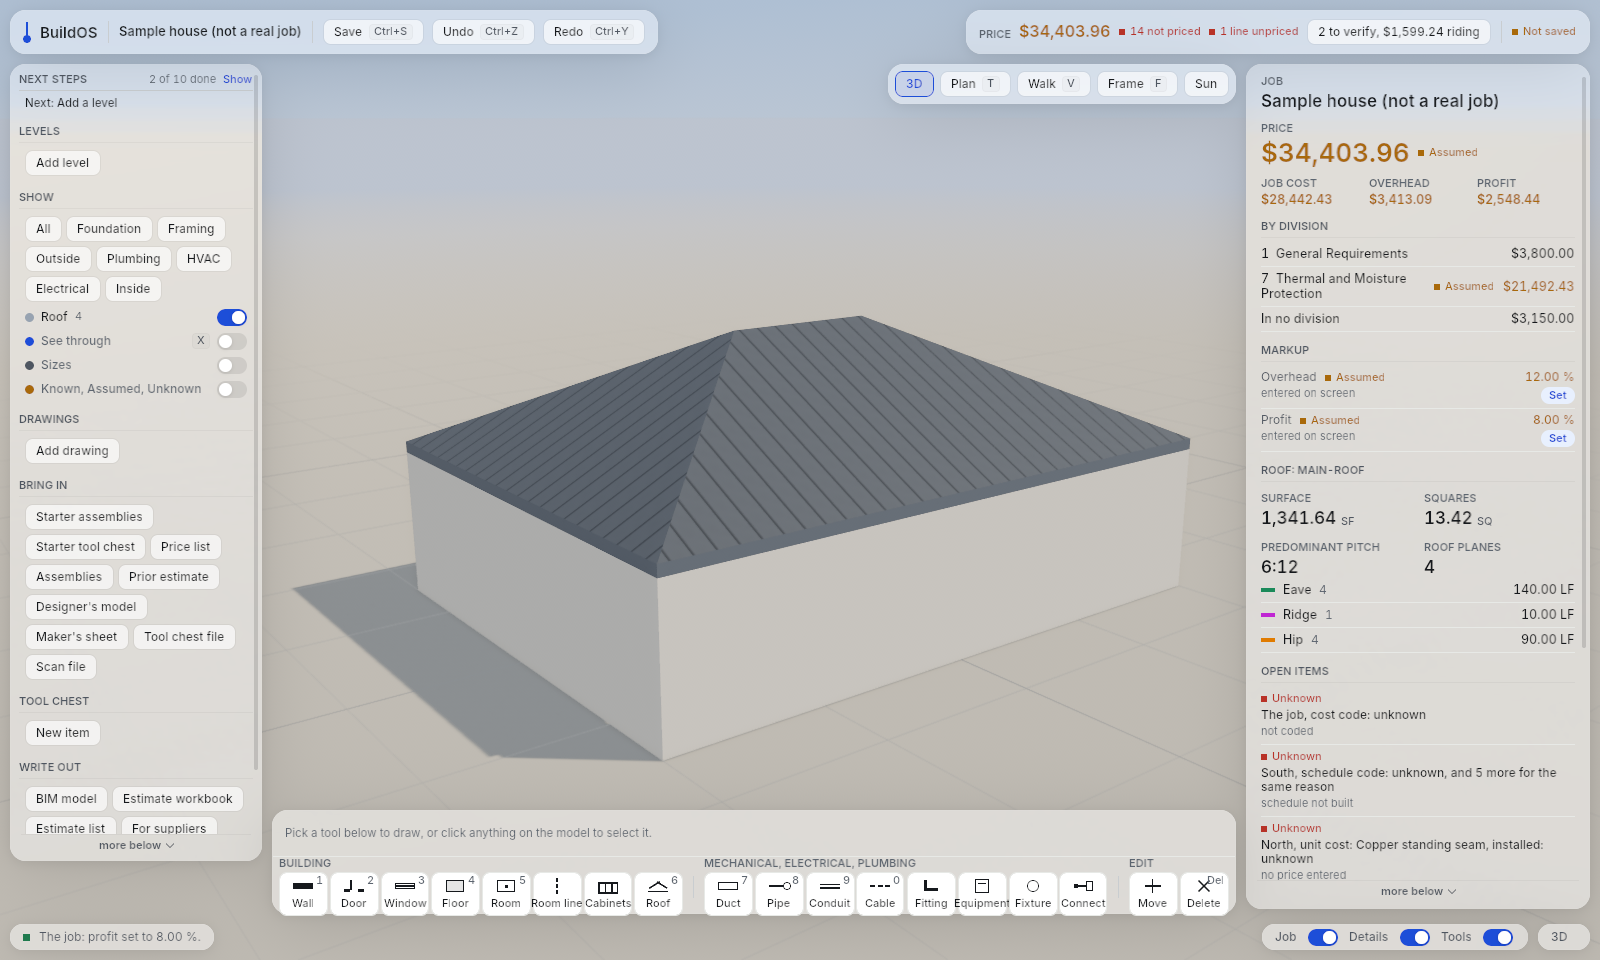 BuildOS
Sample house (not a real job)
Save Ctrl+S
Undo Ctrl+Z
Redo Ctrl+Y
PRICE $34,403.96
14 not priced
1 line unpriced
2 to verify, $1,599.24 riding
Not saved
NEXT STEPS 2 of 10 done Show
Next: Add a level
LEVELS
Add level
SHOW
All Foundation Framing
Outside Plumbing HVAC
Electrical Inside
Roof 4
See through X
Sizes
Known, Assumed, Unknown
DRAWINGS
Add drawing
BRING IN
Starter assemblies
Starter tool chest Price list
Assemblies Prior estimate
Designer's model
Maker's sheet Tool chest file
Scan file
TOOL CHEST
New item
WRITE OUT
BIM model Estimate workbook
Estimate list For suppliers
more below
3D Plan T Walk V Frame F Sun
JOB
Sample house (not a real job)
PRICE
$34,403.96 Assumed
JOB COST OVERHEAD PROFIT
$28,442.43 $3,413.09 $2,548.44
BY DIVISION
1 General Requirements $3,800.00
7 Thermal and Moisture
Protection Assumed $21,492.43
In no division $3,150.00
MARKUP
Overhead Assumed 12.00 %
entered on screen Set
Profit Assumed 8.00 %
entered on screen Set
ROOF: MAIN-ROOF
SURFACE SQUARES
1,341.64 SF 13.42 SQ
PREDOMINANT PITCH ROOF PLANES
6:12 4
Eave 4 140.00 LF
Ridge 1 10.00 LF
Hip 4 90.00 LF
OPEN ITEMS
Unknown
The job, cost code: unknown
not coded
Unknown
South, schedule code: unknown, and 5 more for the
same reason
schedule not built
Unknown
North, unit cost: Copper standing seam, installed:
unknown
no price entered
more below
Pick a tool below to draw, or click anything on the model to select it.
BUILDING MECHANICAL, ELECTRICAL, PLUMBING EDIT
1 2 3 4 5 6 7 8 9 0 Del
Wall Door Window Floor Room Room line Cabinets Roof Duct Pipe Conduit Cable Fitting Equipment Fixture Connect Move Delete
The job: profit set to 8.00 %.
Job Details Tools 3D